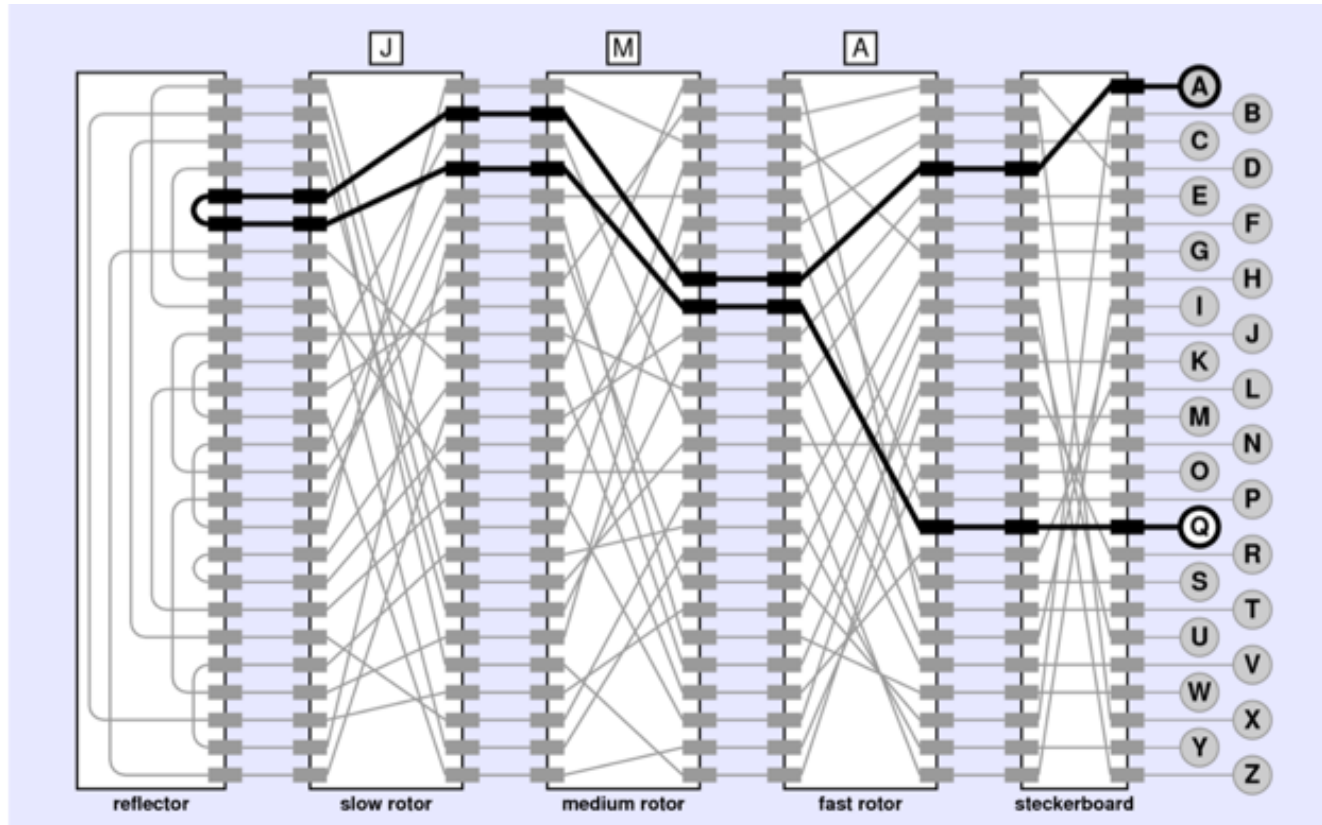 J M A
A
B
C
D
E
F
G
H
I
J
K
L
M
N
O
P
Q
R
S
T
U
V
W
X
Y
Z
reflector slow rotor medium rotor fast rotor steckerboard